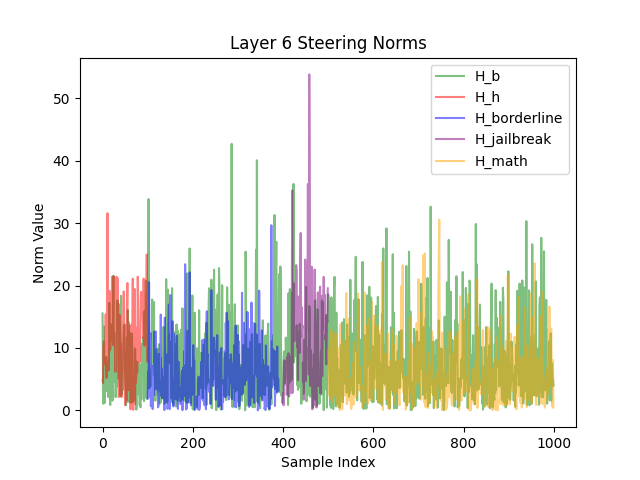 Layer 6 Steering Norms
H_b
H_h
H_borderline
H_jailbreak
H_math
Norm Value
50
40
30
20
10
0
0 200 400 600 800 1000
Sample Index